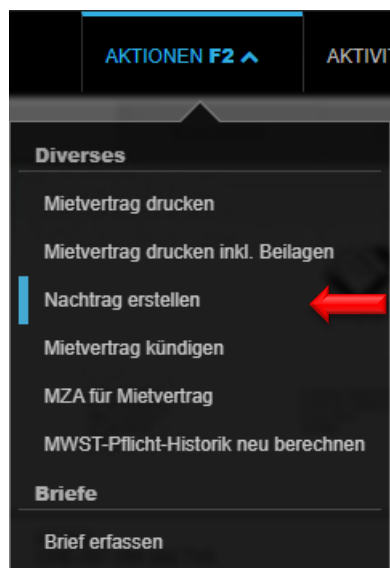 AKTIONEN F2
AKTIVI
Diverses
Mietvertrag drucken
Mietvertrag drucken inkl. Beilagen
Nachtrag erstellen
Mietvertrag kündigen
MZA für Mietvertrag
MWST-Pflicht-Historik neu berechnen
Briefe
Brief erfassen